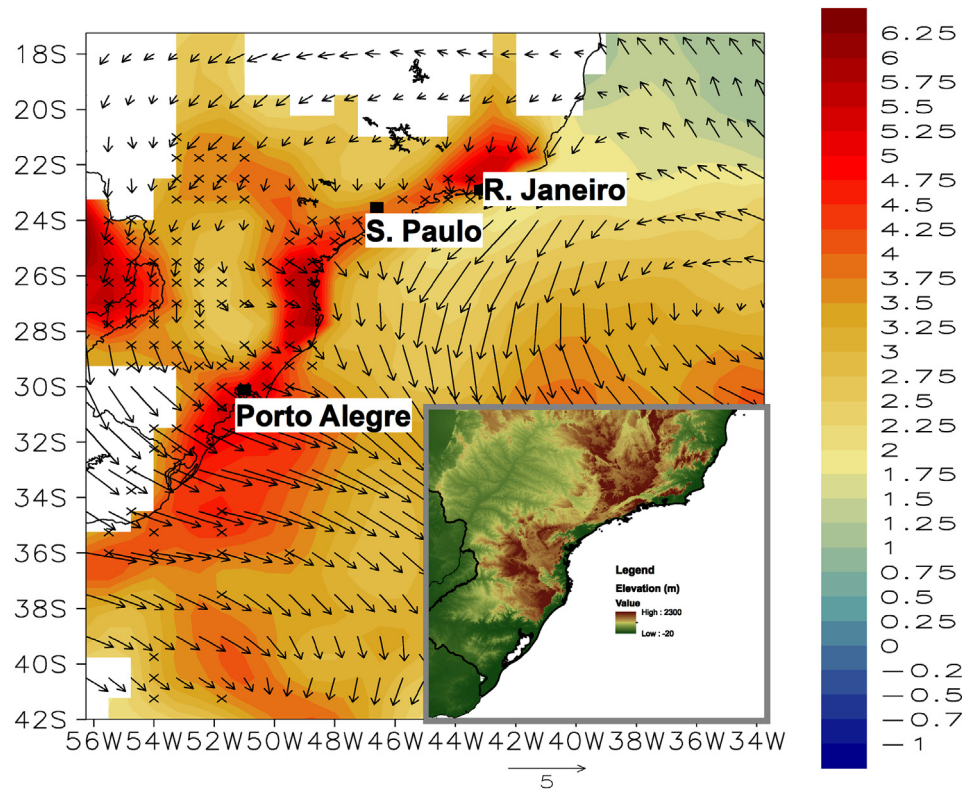 18S
20S
22S
24S
26S
28S
30S
32S
34S
36S
38S
40S
42S
R. Janeiro
S. Paulo
Porto Alegre
Legend
Elevation (m)
Value
High : 2300
Low : -20
56W 54W 52W 50W 48W 46W 44W 42W 40W 38W 36W 34W
5
6.25
6
5.75
5.5
5.25
5
4.75
4.5
4.25
4
3.75
3.5
3.25
3
2.75
2.5
2.25
2
1.75
1.5
1.25
1
0.75
0.5
0.25
0
-0.2
-0.5
-0.7
-1